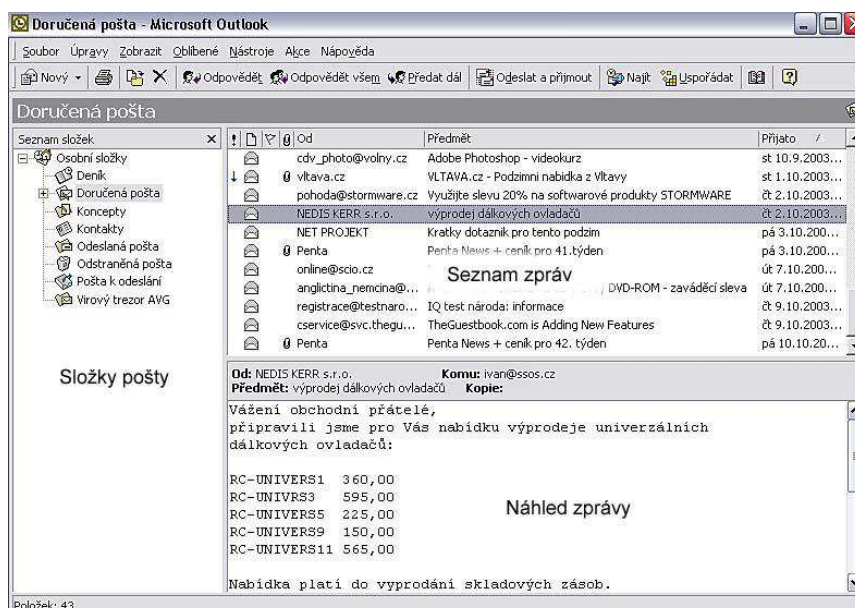 Doručená pošta - Microsoft Outlook
Soubor Úpravy Zobrazit Oblíbené Nástroje Akce Nápověda
Nový Odpovědět Odpovědět všem Předat dál Odeslat a přijmout Najít Uspořádat
Doručená pošta
Seznam složek
Osobní složky
Deník
Doručená pošta
Koncepty
Kontakty
Odeslaná pošta
Odstraněná pošta
Pošta k odeslání
Virový trezor AVG
Složky pošty
Od Předmět Přijato
cdv_photo@volny.cz Adobe Photoshop - videokurz st 10.9.2003...
vltava.cz VLTAVA.cz - Podzimni nabidka z Vltavy st 1.10.2003...
pohoda@stormware.cz Využijte slevu 20% na softwarové produkty STORMWARE čt 2.10.2003...
NEDIS KERR s.r.o. výprodej dálkových ovladačů čt 2.10.2003...
NET PROJEKT Kratky dotaznik pro tento podzim pá 3.10.200...
Penta Penta News + ceník pro 41.týden pá 3.10.200...
online@scio.cz út 7.10.200...
Seznam zpráv
anglictina_nemcina@... DVD-ROM - zaváděcí sleva út 7.10.200...
registrace@testnaro... IQ test národa: informace čt 9.10.2003...
cservice@svc.thegu... TheGuestbook.com is Adding New Features čt 9.10.2003...
Penta Penta News + ceník pro 42. týden pá 10.10.20...
Od: NEDIS KERR s.r.o. Komu: ivan@ssos.cz
Předmět: výprodej dálkových ovladačů Kopie:
Vážení obchodní přátelé,
připravili jsme pro Vás nabídku výprodeje univerzálních
dálkových ovladačů:
RC-UNIVERS1 360,00
RC-UNIVRS3 595,00
RC-UNIVERS5 225,00
RC-UNIVERS9 150,00
RC-UNIVERS11 565,00
Náhled zprávy
Nabídka platí do vyprodání skladových zásob.
Položek: 43